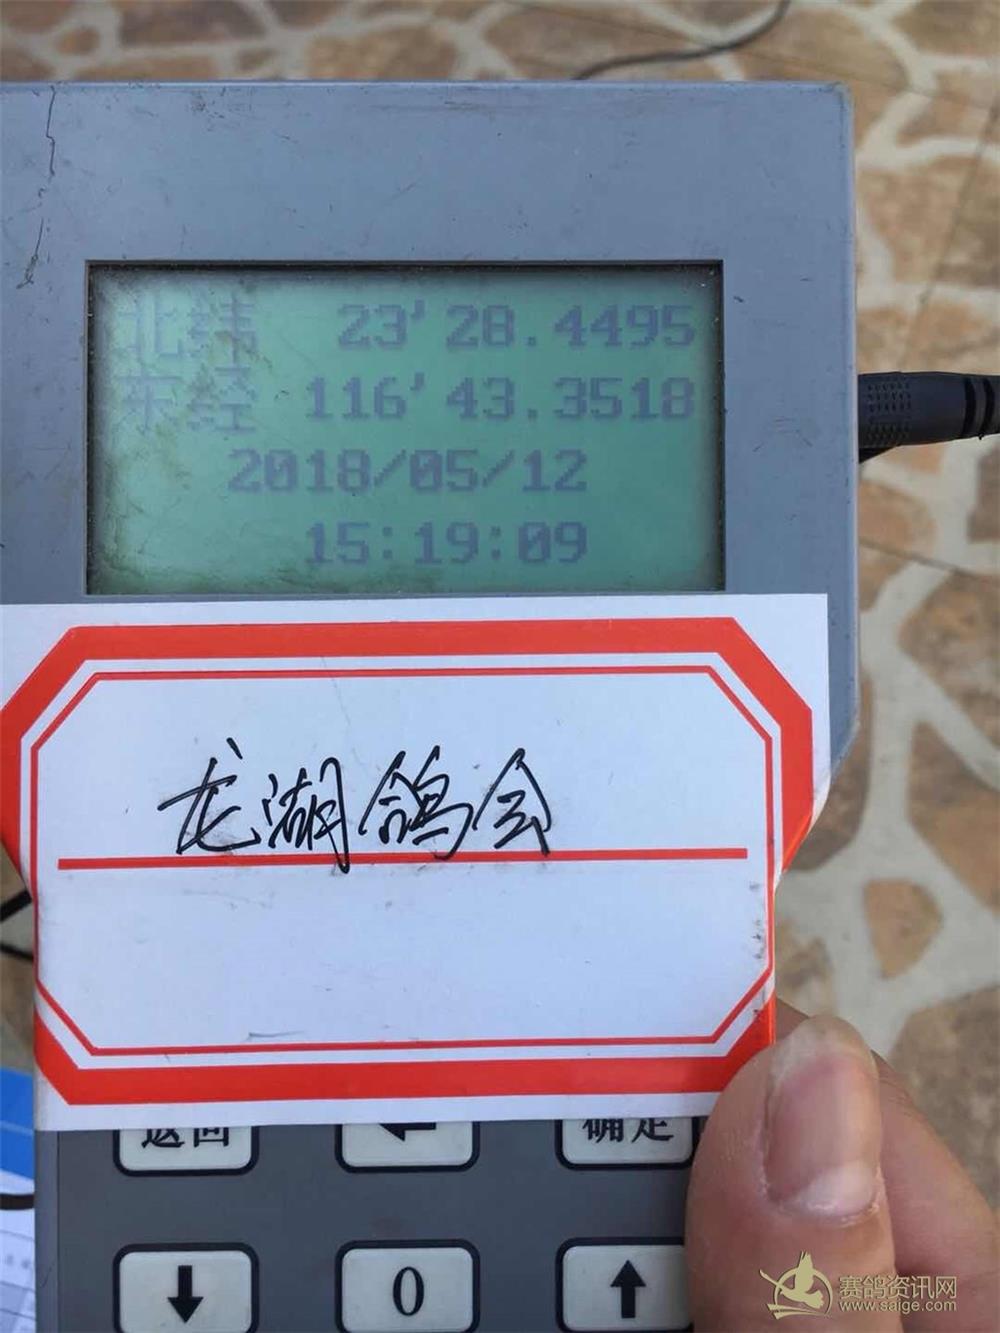 北纬 23'28.4495
东经 116'43.3518
2018/05/12
15:19:09
龙湖鸽会
返回 ← 确定
↓ 0 ↑
赛鸽资讯网
www.saige.com